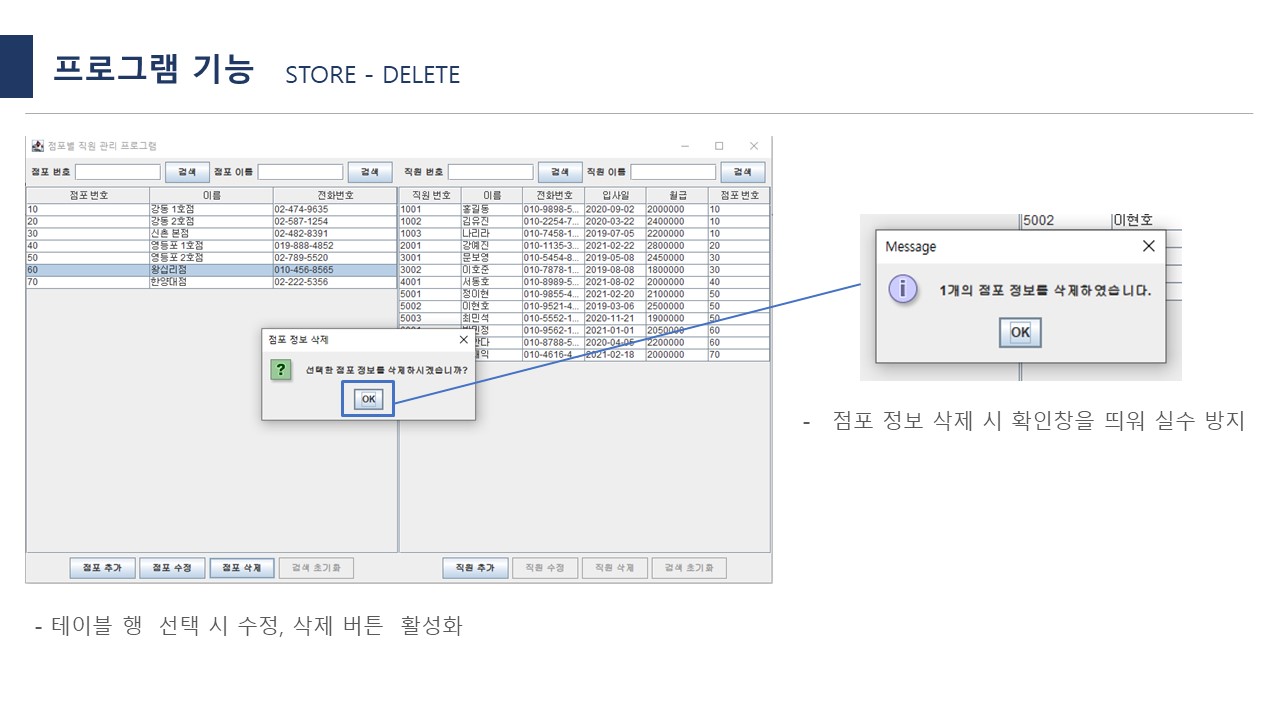 프로그램 기능 STORE - DELETE
점포별 직원 관리 프로그램
점포 번호 검색 점포 이름 검색 직원 번호 검색 직원 이름 검색
점포 번호 이름 전화번호 직원 번호 이름 전화번호 입사일 월급 점포 번호
10 강동 1호점 02-474-9635 1001 홍길동 010-9898-5... 2020-09-02 2000000 10
20 강동 2호점 02-587-1254 1002 김유진 010-2254-7... 2020-03-22 2400000 10
30 신촌 본점 02-482-8391 1003 나리라 010-7458-1... 2019-07-05 2200000 10
40 영등포 1호점 019-888-4852 2001 강예진 010-1135-3... 2021-02-22 2800000 20
50 영등포 2호점 02-789-5520 3001 문보영 010-5454-8... 2019-05-08 2450000 30
60 왕십리점 010-456-8565 3002 이호준 010-7878-1... 2019-08-08 1800000 30
70 한양대점 02-222-5356 4001 서동호 010-8989-5... 2021-08-02 2000000 40
5001 정미현 010-9855-4... 2021-02-20 2100000 50
5002 이현호 010-9521-4... 2019-03-06 2500000 50
5003 최민석 010-5552-1... 2020-11-21 1900000 50
010-9562-1... 2021-01-01 2050000 60
010-8788-5... 2020-04-05 2200000 60
010-4616-4... 2021-02-18 2000000 70
점포 정보 삭제
선택한 점포 정보를 삭제하시겠습니까?
OK
점포 추가 점포 수정 점포 삭제 검색 초기화 직원 추가 직원 수정 직원 삭제 검색 초기화
5002 이현호
Message
1개의 점포 정보를 삭제하였습니다.
OK
- 점포 정보 삭제 시 확인창을 띄워 실수 방지
- 테이블 행 선택 시 수정, 삭제 버튼 활성화